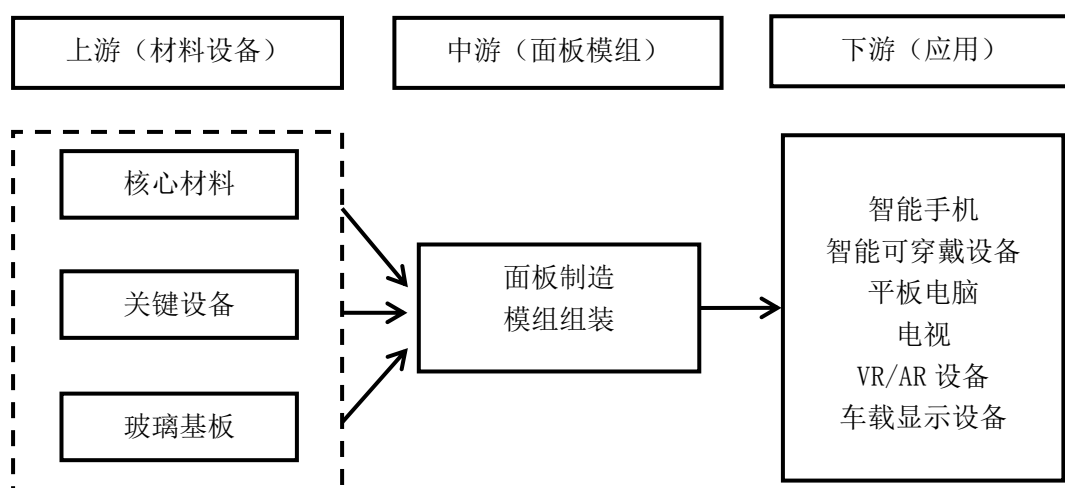 上游（材料设备）
中游（面板模组）
下游（应用）
核心材料
关键设备
玻璃基板
面板制造
模组组装
智能手机
智能可穿戴设备
平板电脑
电视
VR/AR 设备
车载显示设备